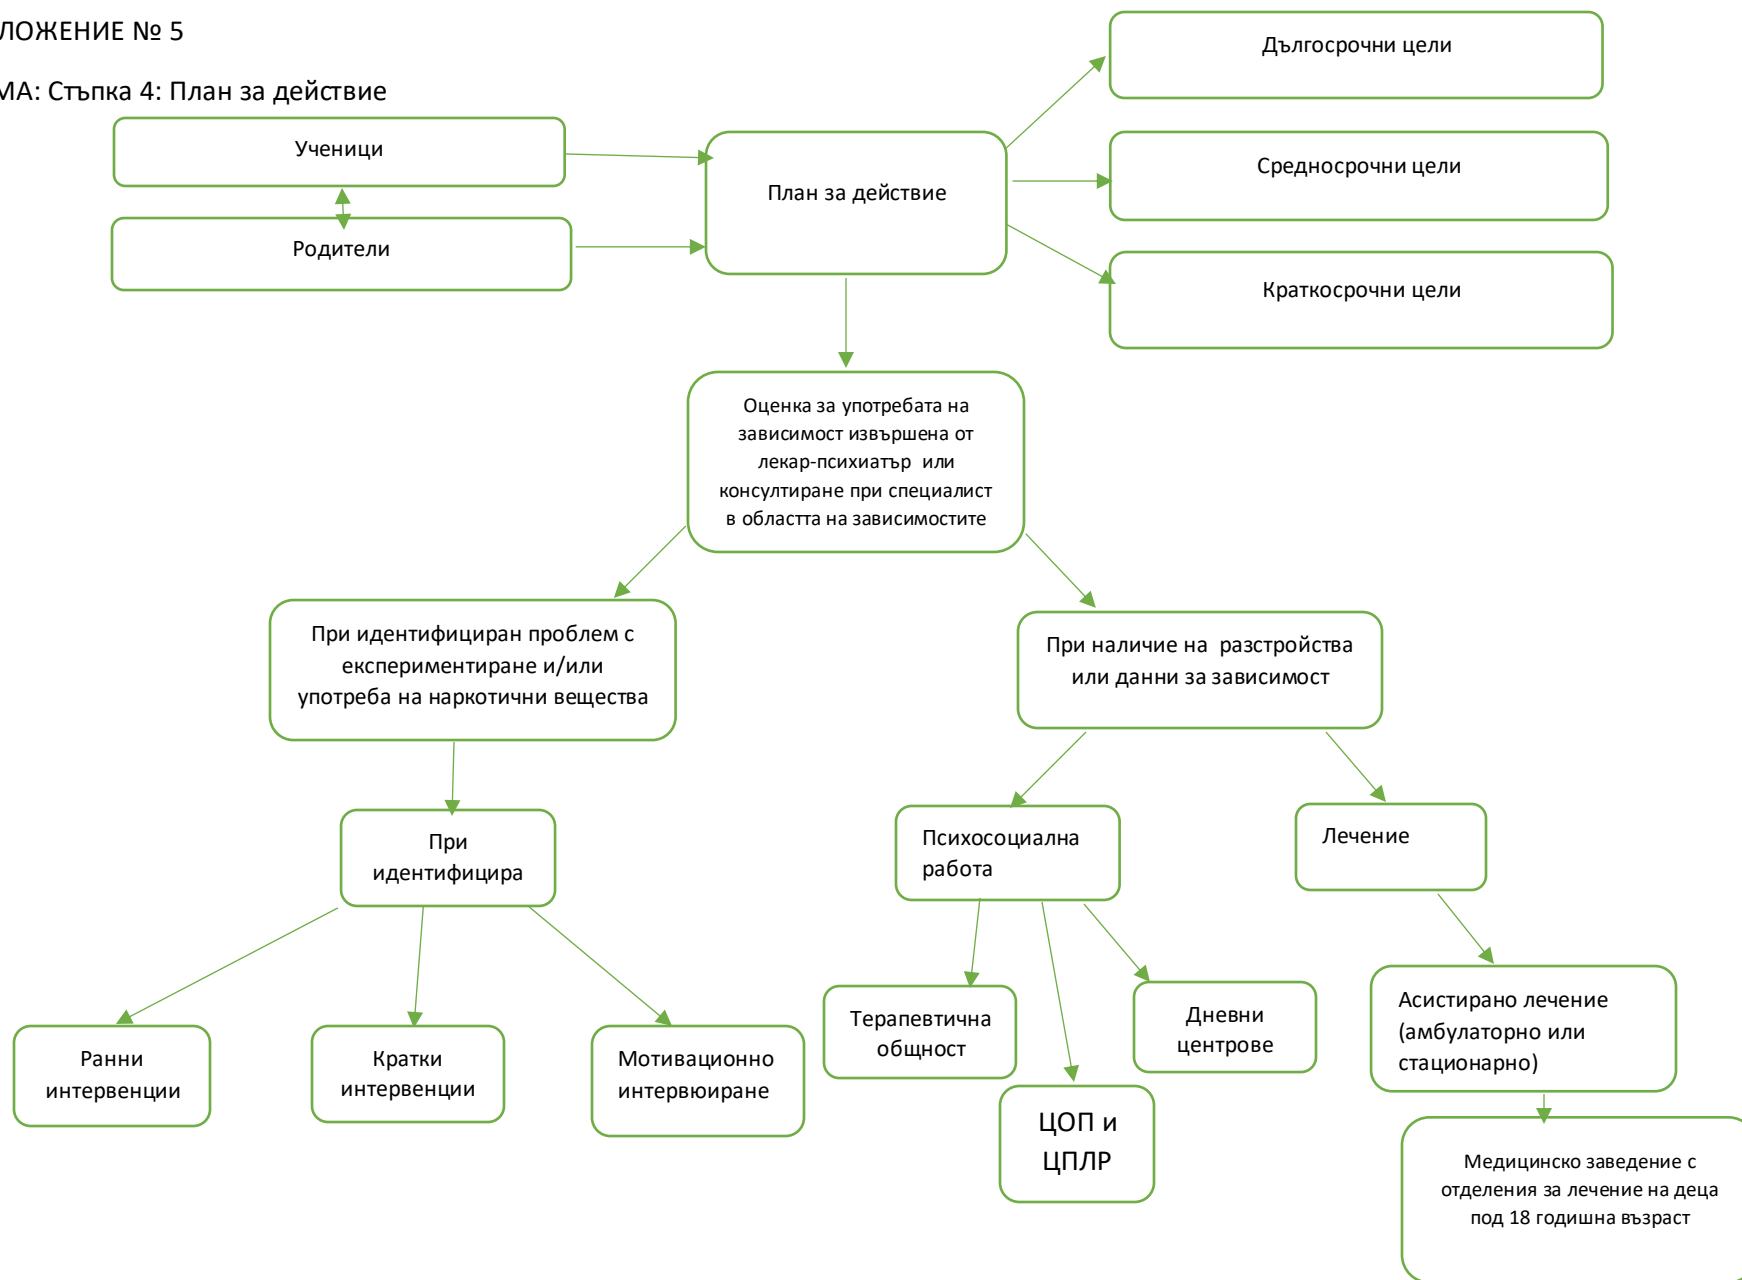 ЛОЖЕНИЕ № 5
МА: Стъпка 4: План за действие
Ученици
Родители
План за действие
Дългосрочни цели
Средносрочни цели
Краткосрочни цели
Оценка за употребата на
зависимост извършена от
лекар-психиатър или
консултиране при специалист
в областта на зависимостите
При идентифициран проблем с
експериментиране и/или
употреба на наркотични вещества
При наличие на разстройства
или данни за зависимост
При
идентифицира
Психосоциална
работа
Лечение
Ранни
интервенции
Кратки
интервенции
Мотивационно
интервюиране
Терапевтична
общност
ЦОП и
ЦПЛР
Дневни
центрове
Асистирано лечение
(амбулаторно или
стационарно)
Медицинско заведение с
отделения за лечение на деца
под 18 годишна възраст